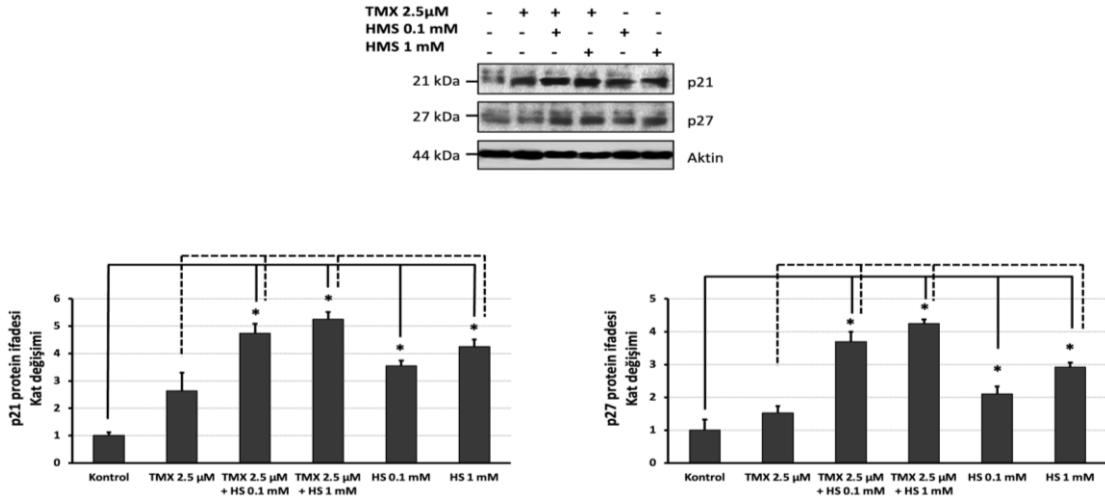 TMX 2.5µM - + + + - -
HMS 0.1 mM - - + - + -
HMS 1 mM - - - + - +
21 kDa p21
27 kDa p27
44 kDa Aktin
p21 protein ifadesi
Kat değişimi
6
5
4
3
2
1
0
* * * *
Kontrol TMX 2.5 µM TMX 2.5 µM TMX 2.5 µM HS 0.1 mM HS 1 mM
+ HS 0.1 mM + HS 1 mM
p27 protein ifadesi
Kat değişimi
5
4
3
2
1
0
* * * *
Kontrol TMX 2.5 µM TMX 2.5 µM TMX 2.5 µM HS 0.1 mM HS 1 mM
+ HS 0.1 mM + HS 1 mM